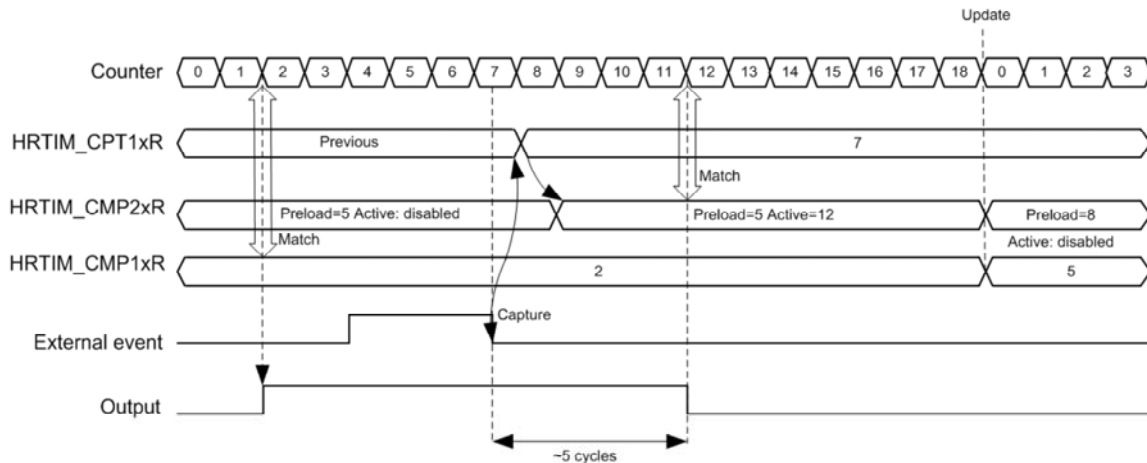 Update
Counter 0 1 2 3 4 5 6 7 8 9 10 11 12 13 14 15 16 17 18 0 1 2 3
HRTIM_CPT1xR Previous 7
Match
HRTIM_CMP2xR Preload=5 Active: disabled Preload=5 Active=12 Preload=8
Match Active: disabled
HRTIM_CMP1xR 2 5
Capture
External event
Output
~5 cycles